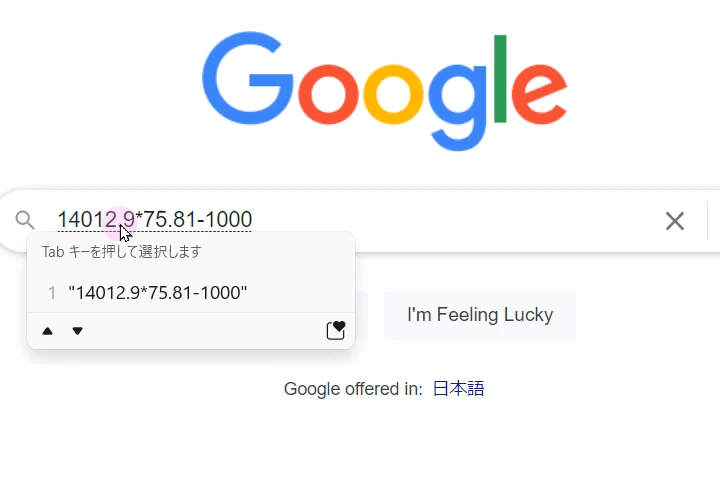 Google
14012.9*75.81-1000
Tab キーを押して選択します
1 "14012.9*75.81-1000"
I'm Feeling Lucky
Google offered in: 日本語